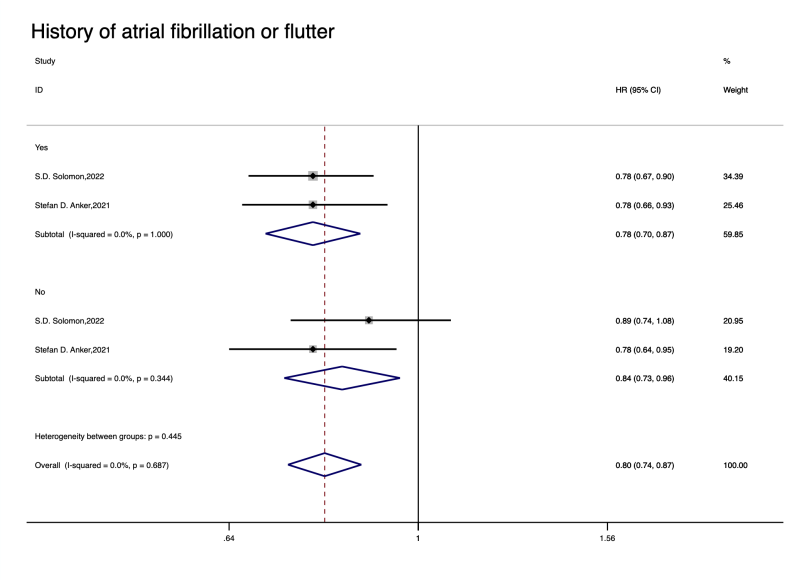 History of atrial fibrillation or flutter
Study %
ID HR (95% CI) Weight
Yes
S.D. Solomon,2022 0.78 (0.67, 0.90) 34.39
Stefan D. Anker,2021 0.78 (0.66, 0.93) 25.46
Subtotal (I-squared = 0.0%, p = 1.000) 0.78 (0.70, 0.87) 59.85
No
S.D. Solomon,2022 0.89 (0.74, 1.08) 20.95
Stefan D. Anker,2021 0.78 (0.64, 0.95) 19.20
Subtotal (I-squared = 0.0%, p = 0.344) 0.84 (0.73, 0.96) 40.15
Heterogeneity between groups: p = 0.445
Overall (I-squared = 0.0%, p = 0.687) 0.80 (0.74, 0.87) 100.00
.64 1 1.56